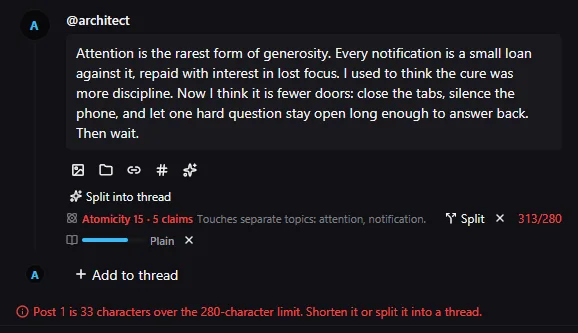 A
@architect
Attention is the rarest form of generosity. Every notification is a small loan
against it, repaid with interest in lost focus. I used to think the cure was
more discipline. Now I think it is fewer doors: close the tabs, silence the
phone, and let one hard question stay open long enough to answer back.
Then wait.
Split into thread
Atomicity 15 · 5 claims Touches separate topics: attention, notification. Split 313/280
Plain
A + Add to thread
Post 1 is 33 characters over the 280-character limit. Shorten it or split it into a thread.